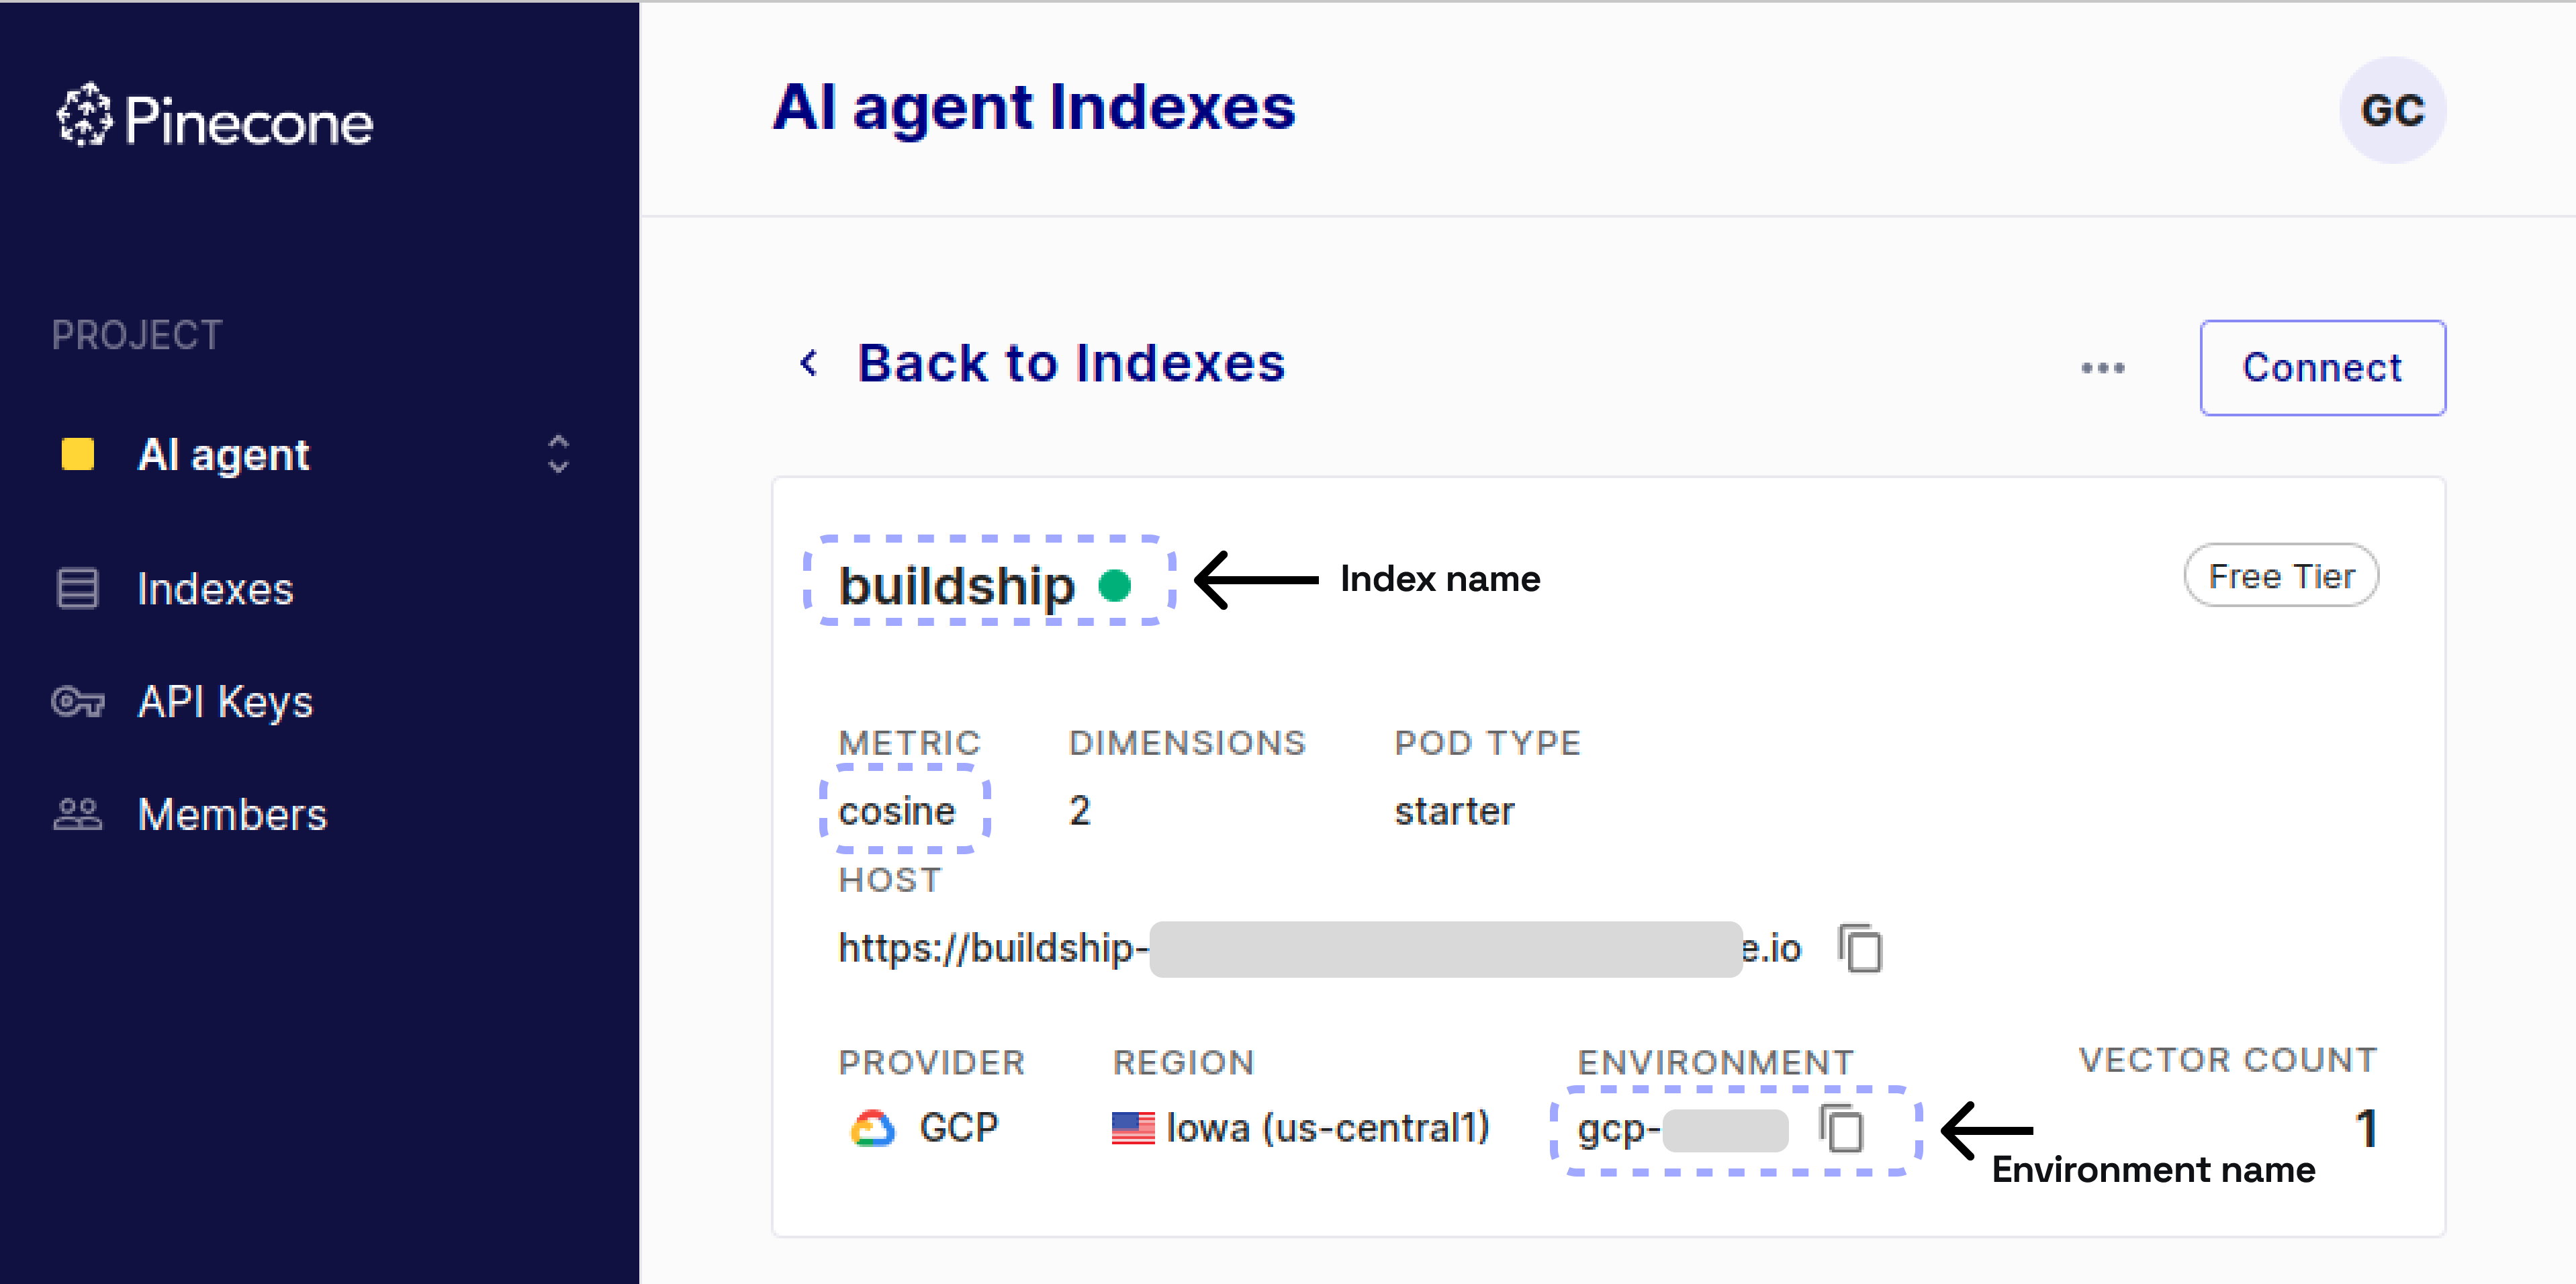 Pinecone
PROJECT
AI agent
Indexes
API Keys
Members
AI agent Indexes
GC
Back to Indexes
Connect
buildship
Index name
Free Tier
METRIC DIMENSIONS POD TYPE
cosine 2 starter
HOST
https://buildship- e.io
PROVIDER REGION ENVIRONMENT VECTOR COUNT
GCP Iowa (us-central1) gcp- 1
Environment name